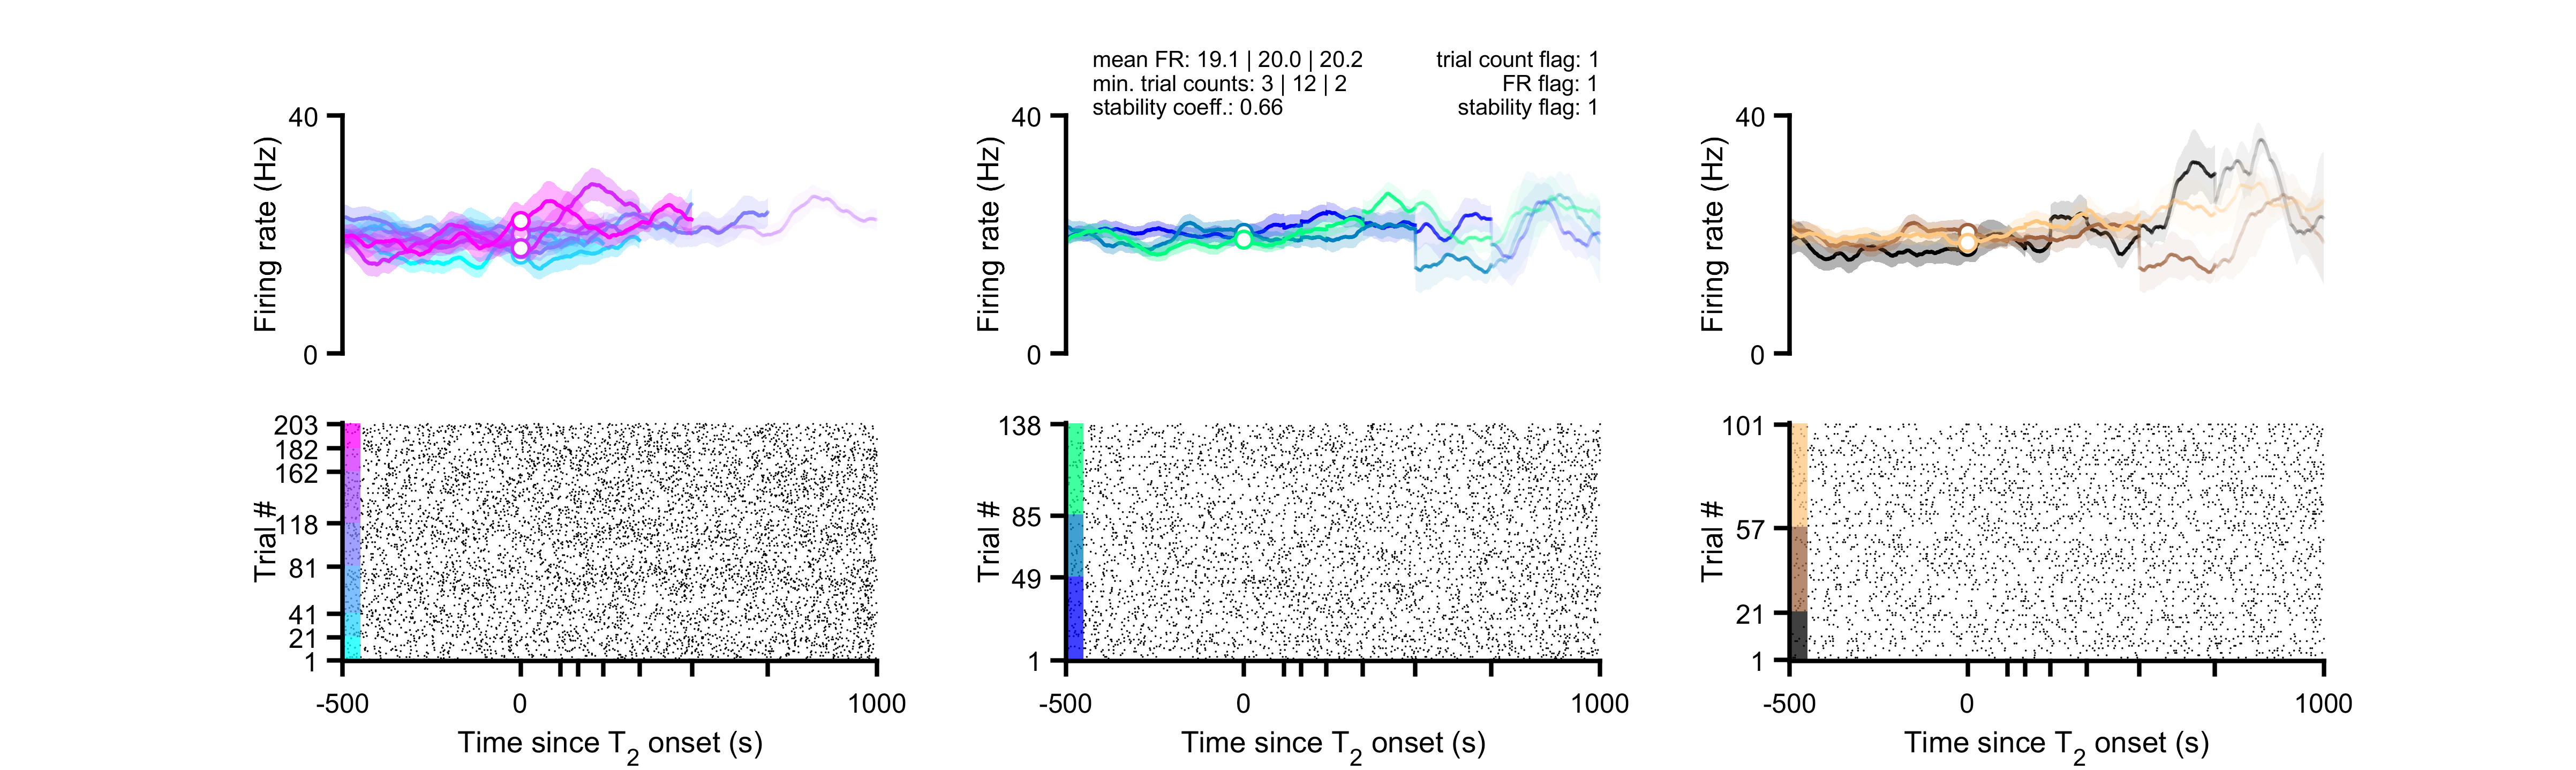 mean FR: 19.1 | 20.0 | 20.2
min. trial counts: 3 | 12 | 2
stability coeff.: 0.66
trial count flag: 1
FR flag: 1
stability flag: 1
40
Firing rate (Hz)
0
40
Firing rate (Hz)
0
40
Firing rate (Hz)
0
203
182
162
118
81
41
21
1
Trial #
-500
0
1000
Time since T2 onset (s)
138
85
49
1
Trial #
-500
0
1000
Time since T2 onset (s)
101
57
21
1
Trial #
-500
0
1000
Time since T2 onset (s)